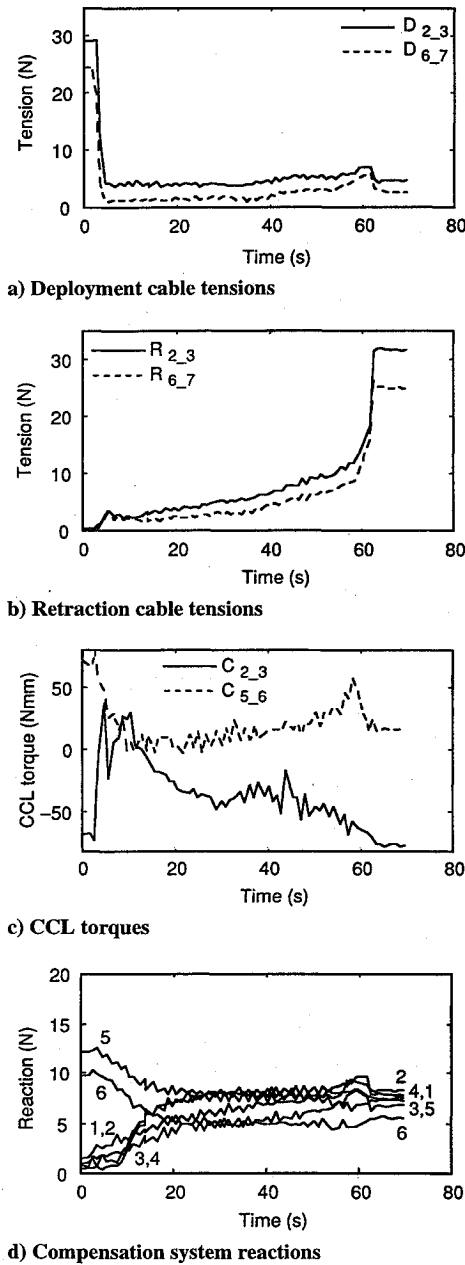 30
20
10
0
Tension (N)
D 2_3
D 6_7
0 20 40 60 80
Time (s)
a) Deployment cable tensions
30
20
10
0
Tension (N)
R 2_3
R 6_7
0 20 40 60 80
Time (s)
b) Retraction cable tensions
50
0
−50
CCL torque (Nmm)
C 2_3
C 5_6
0 20 40 60 80
Time (s)
c) CCL torques
20
15
10
5
0
Reaction (N)
5
6
1,2
3,4
2
4,1
3,5
6
0 20 40 60 80
Time (s)
d) Compensation system reactions